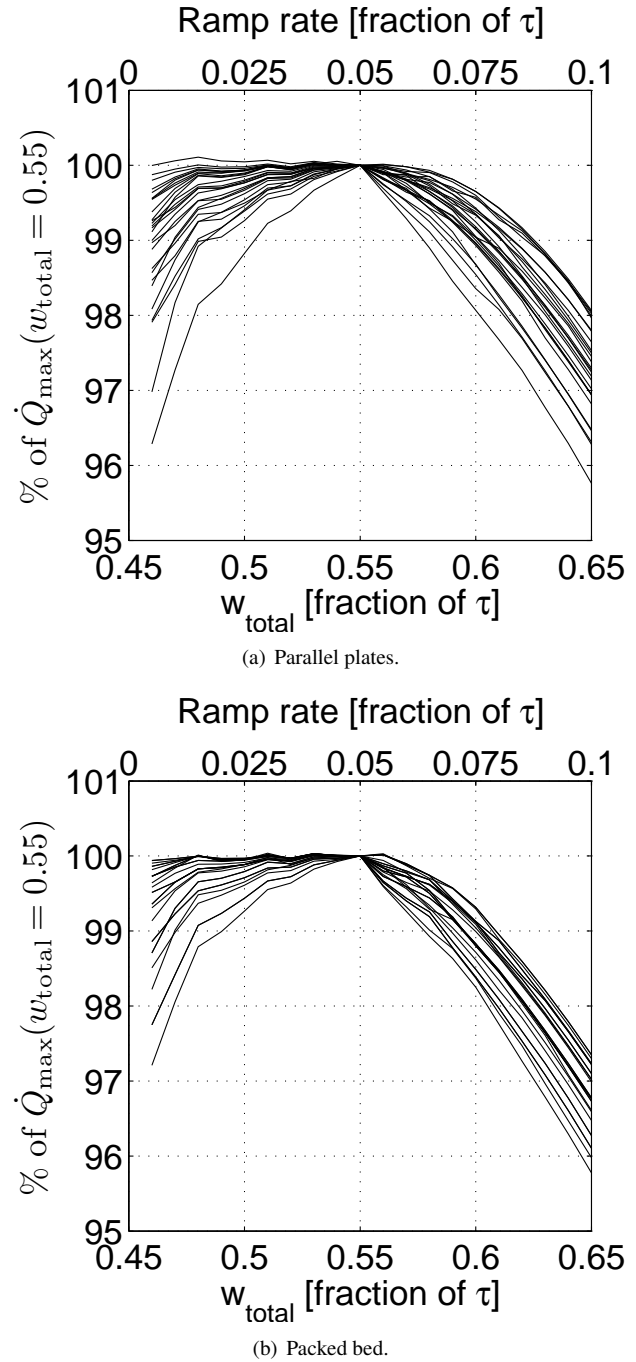 Ramp rate [fraction of τ]
0 0.025 0.05 0.075 0.1
101
100
99
98
97
96
95
% of Q̇max(wtotal = 0.55)
0.45 0.5 0.55 0.6 0.65
w_total [fraction of τ]
(a) Parallel plates.
Ramp rate [fraction of τ]
0 0.025 0.05 0.075 0.1
101
100
99
98
97
96
95
% of Q̇max(wtotal = 0.55)
0.45 0.5 0.55 0.6 0.65
w_total [fraction of τ]
(b) Packed bed.